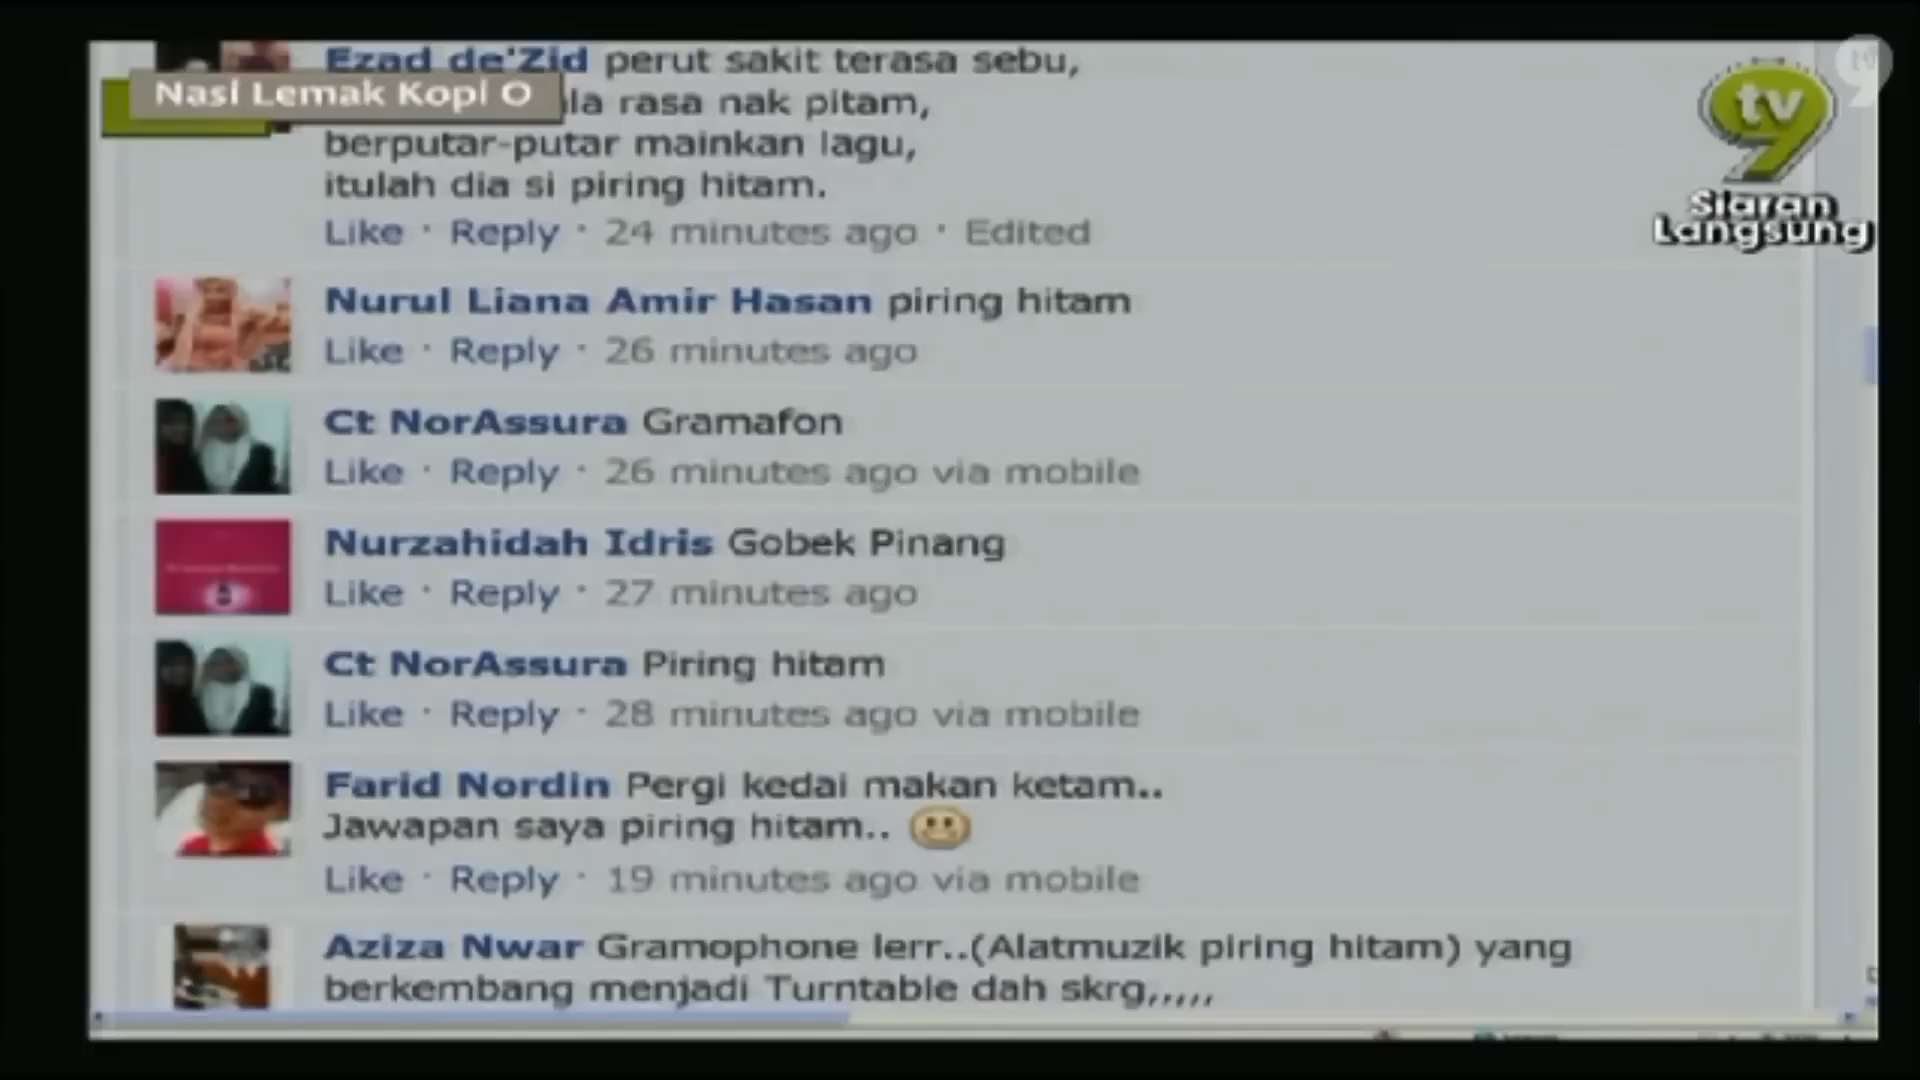 Ezad de'Zid perut sakit terasa sebu,
Nasi Lemak Kopi O
rasa nak pitam,
berputar-putar mainkan lagu,
itulah dia si piring hitam.
Like · Reply · 24 minutes ago · Edited
tv9
Siaran
Langsung
Nurul Liana Amir Hasan piring hitam
Like · Reply · 26 minutes ago
Ct NorAssura Gramafon
Like · Reply · 26 minutes ago via mobile
Nurzahidah Idris Gobek Pinang
Like · Reply · 27 minutes ago
Ct NorAssura Piring hitam
Like · Reply · 28 minutes ago via mobile
Farid Nordin Pergi kedai makan ketam..
Jawapan saya piring hitam..
Like · Reply · 19 minutes ago via mobile
Aziza Nwar Gramophone lerr..(Alatmuzik piring hitam) yang
berkembang menjadi Turntable dah skrg,,,,,